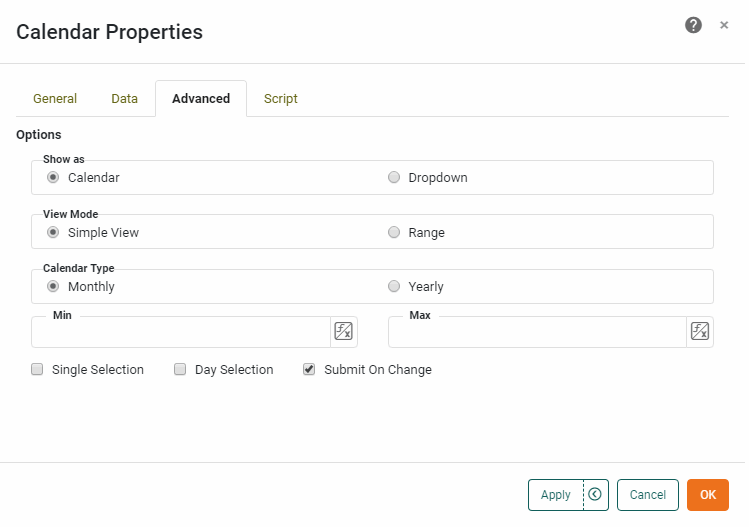 Calendar Properties
General Data Advanced Script
Options
Show as
Calendar Dropdown
View Mode
Simple View Range
Calendar Type
Monthly Yearly
Min Max
Single Selection Day Selection Submit On Change
Apply Cancel OK